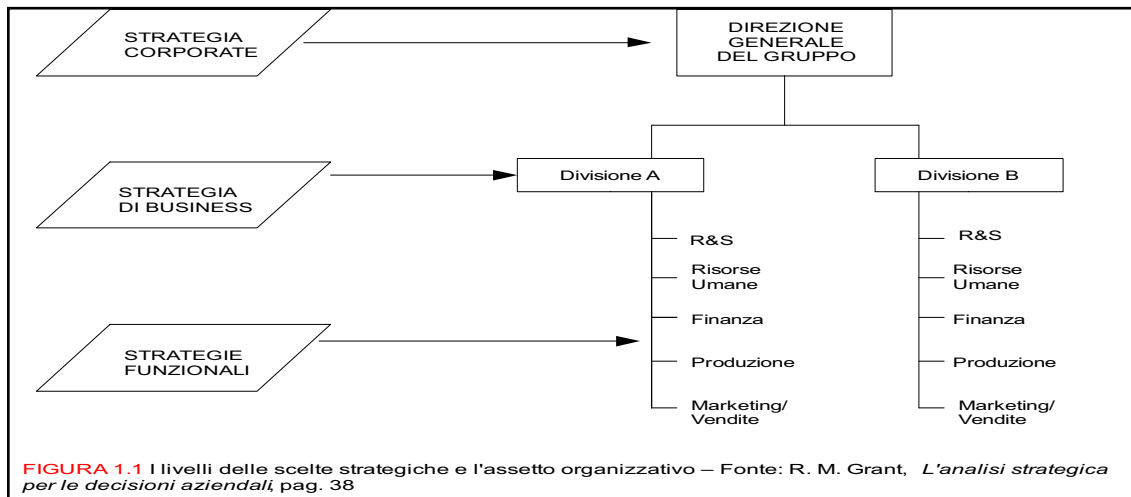 STRATEGIA
CORPORATE
DIREZIONE
GENERALE
DEL GRUPPO
STRATEGIA
DI BUSINESS
Divisione A
Divisione B
STRATEGIE
FUNZIONALI
R&S
Risorse
Umane
Finanza
Produzione
Marketing/
Vendite
R&S
Risorse
Umane
Finanza
Produzione
Marketing/
Vendite
FIGURA 1.1 I livelli delle scelte strategiche e l'assetto organizzativo – Fonte: R. M. Grant, L'analisi strategica
per le decisioni aziendali, pag. 38